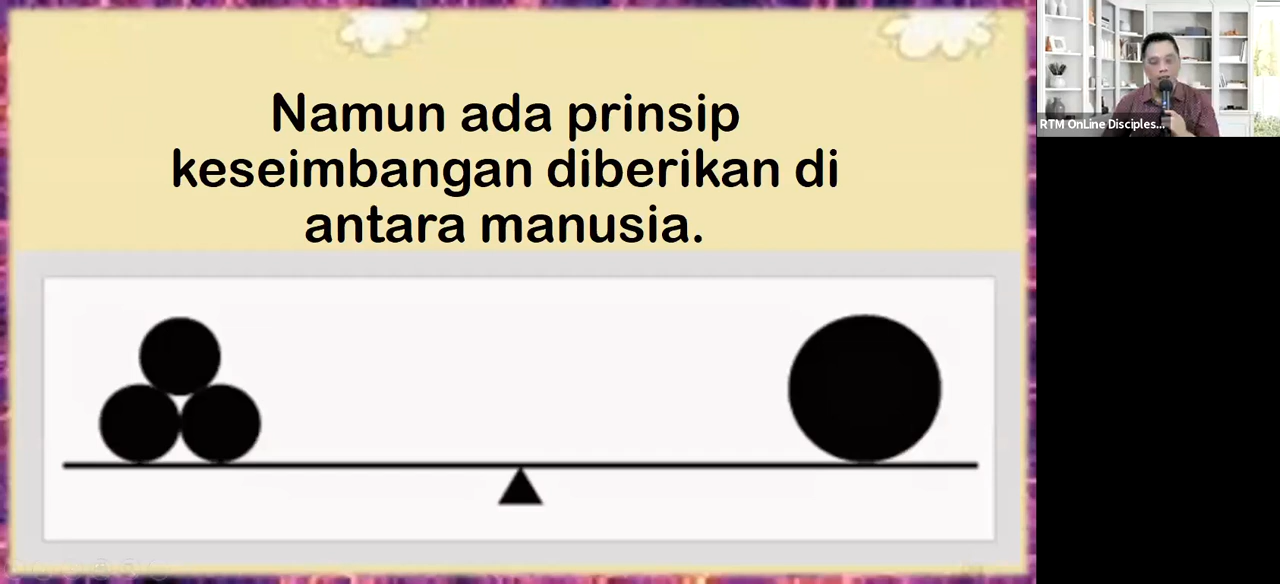 Namun ada prinsip
keseimbangan diberikan di
antara manusia.
RTM OnLine Disciples...